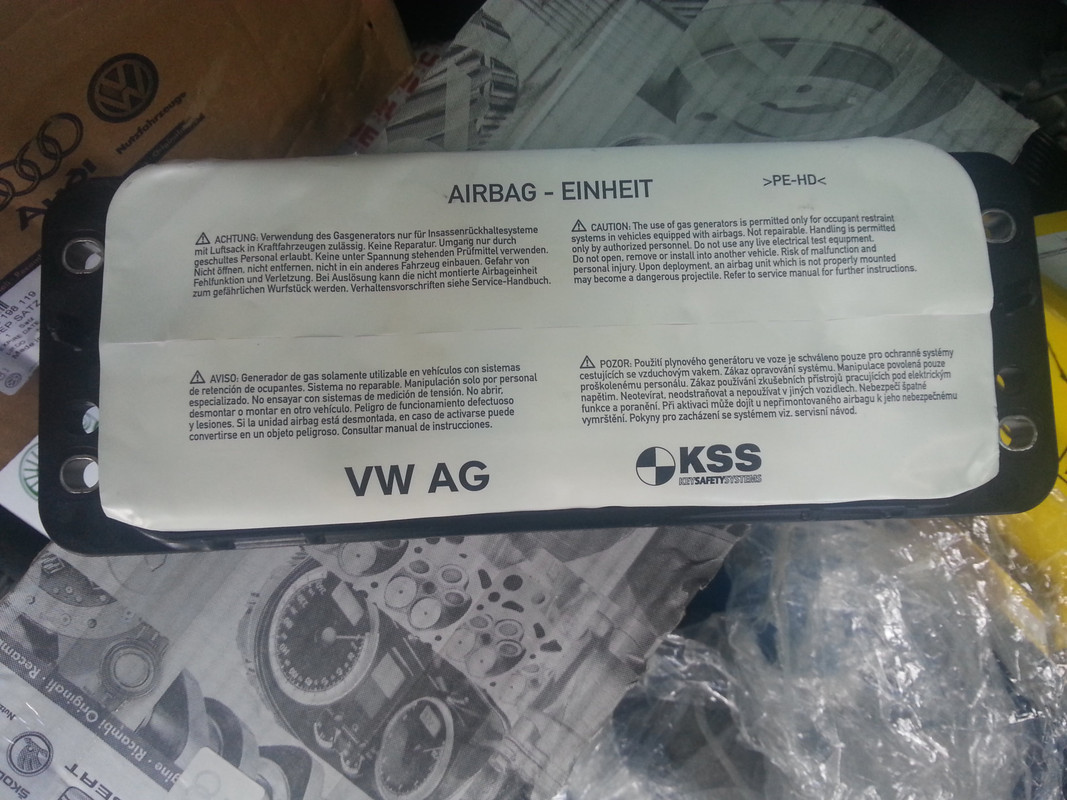 Audi
Nutzfahrzeuge
198 119
REP SATZ
AIRBAG - EINHEIT
>PE-HD<
ACHTUNG: Verwendung des Gasgenerators nur für Insassenrückhaltesysteme
mit Luftsack in Kraftfahrzeugen zulässig. Keine Reparatur. Umgang nur durch
geschultes Personal erlaubt. Keine unter Spannung stehenden Prüfmittel verwenden.
Nicht öffnen, nicht entfernen, nicht in ein anderes Fahrzeug einbauen. Gefahr von
Fehlfunktion und Verletzung. Bei Auslösung kann die nicht montierte Airbageinheit
zum gefährlichen Wurfstück werden. Verhaltensvorschriften siehe Service-Handbuch.
CAUTION: The use of gas generators is permitted only for occupant restraint
systems in vehicles equipped with airbags. Not repairable. Handling is permitted
only by authorized personnel. Do not use any live electrical test equipment.
Do not open, remove or install into another vehicle. Risk of malfunction and
personal injury. Upon deployment, an airbag unit which is not properly mounted
may become a dangerous projectile. Refer to service manual for further instructions.
AVISO: Generador de gas solamente utilizable en vehículos con sistemas
de retención de ocupantes. Sistema no reparable. Manipulación solo por personal
especializado. No ensayar con sistemas de medición de tensión. No abrir,
desmontar o montar en otro vehículo. Peligro de funcionamiento defectuoso
y lesiones. Si la unidad airbag está desmontada, en caso de activarse puede
convertirse en un objeto peligroso. Consultar manual de instrucciones.
POZOR: Použití plynového generátoru ve voze je schváleno pouze pro ochranné systémy
cestujících se vzduchovým vakem. Zákaz opravování systému. Manipulace povolená pouze
proškolenému personálu. Zákaz používání zkušebních přístrojů pracujících pod elektrickým
napětím. Neotevírat, neodstraňovat a nepoužívat v jiných vozidlech. Nebezpečí špatné
funkce a poranění. Při aktivaci může dojít u nepřimontovaného airbagu k jeho nebezpečnému
vymrštění. Pokyny pro zacházení se systémem viz. servisní návod.
VW AG
KSS
KEYSAFETYSYSTEMS
Ricambi Originali · Recam
SEAT
ŠKOD